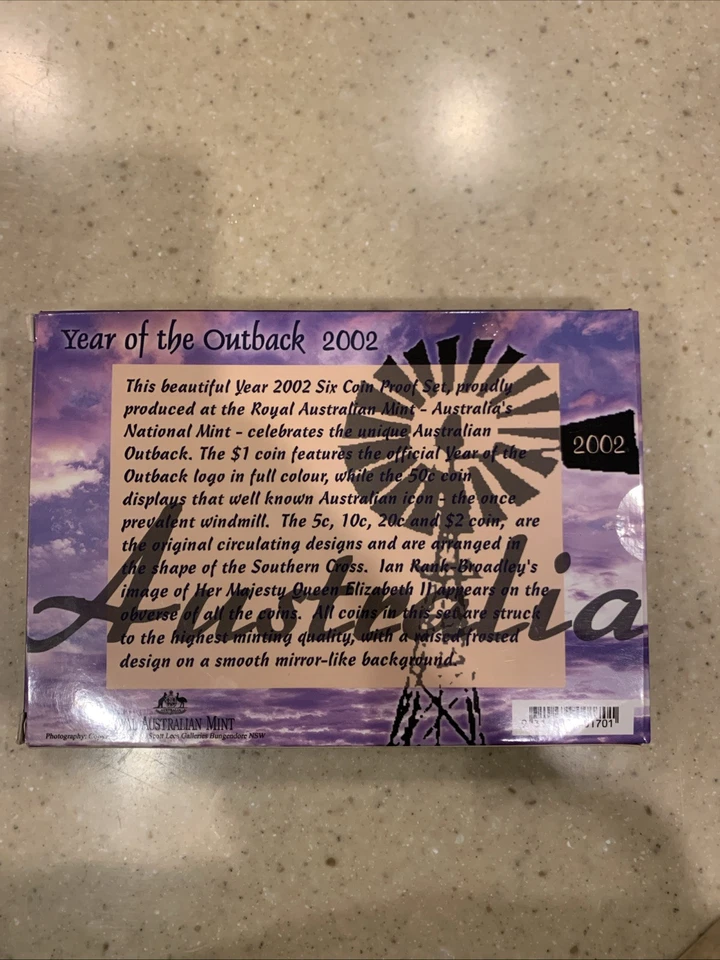 Year of the Outback 2002
This beautiful Year 2002 Six Coin Proof Set, proudly
produced at the Royal Australian Mint - Australia's
National Mint - celebrates the unique Australian
Outback. The $1 coin features the official Year of the
Outback logo in full colour, while the 50c coin
displays that well known Australian icon - the once
prevalent windmill. The 5c, 10c, 20c and $2 coin, are
the original circulating designs and are arranged in
the shape of the Southern Cross. Ian Rank-Broadley's
image of Her Majesty Queen Elizabeth II appears on the
obverse of all the coins. All coins in this set are struck
to the highest minting quality, with a raised frosted
design on a smooth mirror-like background.
2002
Australia
AUSTRALIAN MINT
Photography: Scott Leggo Galleries Bungendore NSW
1701